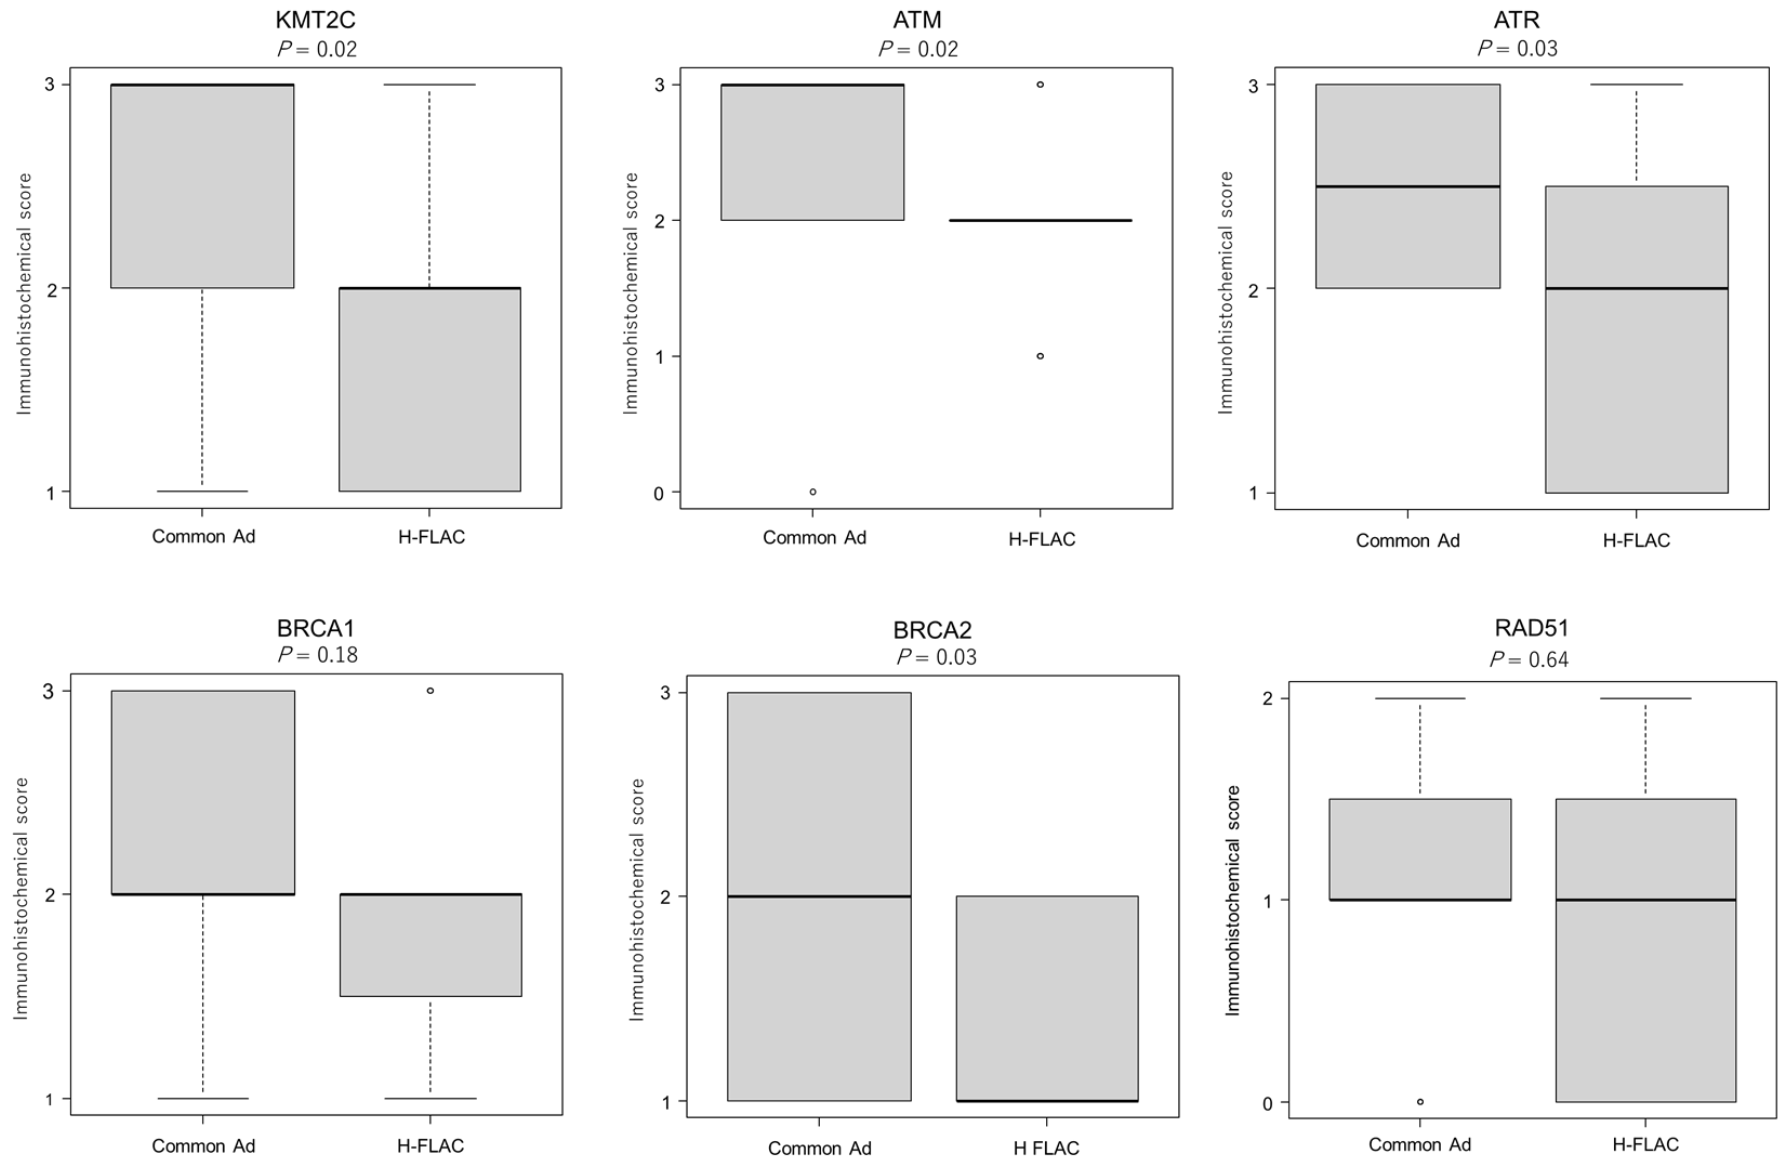 KMT2C
P = 0.02
3
2
1
Immunohistochemical score
Common Ad
H-FLAC
ATM
P = 0.02
3
2
1
0
Immunohistochemical score
Common Ad
H-FLAC
ATR
P = 0.03
3
2
1
Immunohistochemical score
Common Ad
H-FLAC
BRCA1
P = 0.18
3
2
1
Immunohistochemical score
Common Ad
H-FLAC
BRCA2
P = 0.03
3
2
1
Immunohistochemical score
Common Ad
H FLAC
RAD51
P = 0.64
2
1
0
Immunohistochemical score
Common Ad
H-FLAC